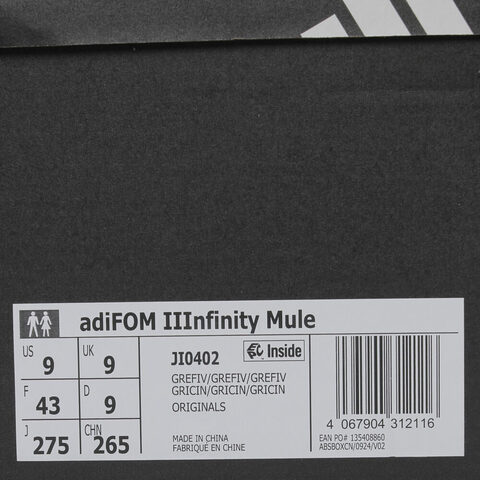 adiFOM IIInfinity Mule
US 9 UK 9
F 43 D 9
J 275 CHN 265
JI0402 Inside
GREFIV/GREFIV/GREFIV
GRICIN/GRICIN/GRICIN
ORIGINALS
MADE IN CHINA
FABRIQUÉ EN CHINE
4 067904 312116
EAN PO# 135408860
ABSBOXCN/0924/V02